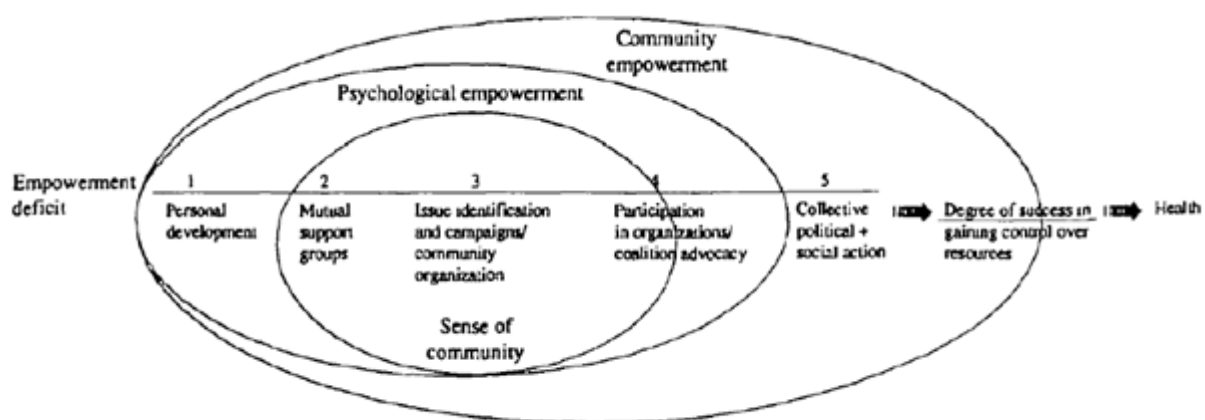 Community
empowerment
Psychological empowerment
Empowerment
deficit
1
2
3
4
5
Personal
development
Mutual
support
groups
Issue identification
and campaigns/
community
organization
Participation
in organizations/
coalition advocacy
Collective
political +
social action
Degree of success in
gaining control over
resources
Health
Sense of
community